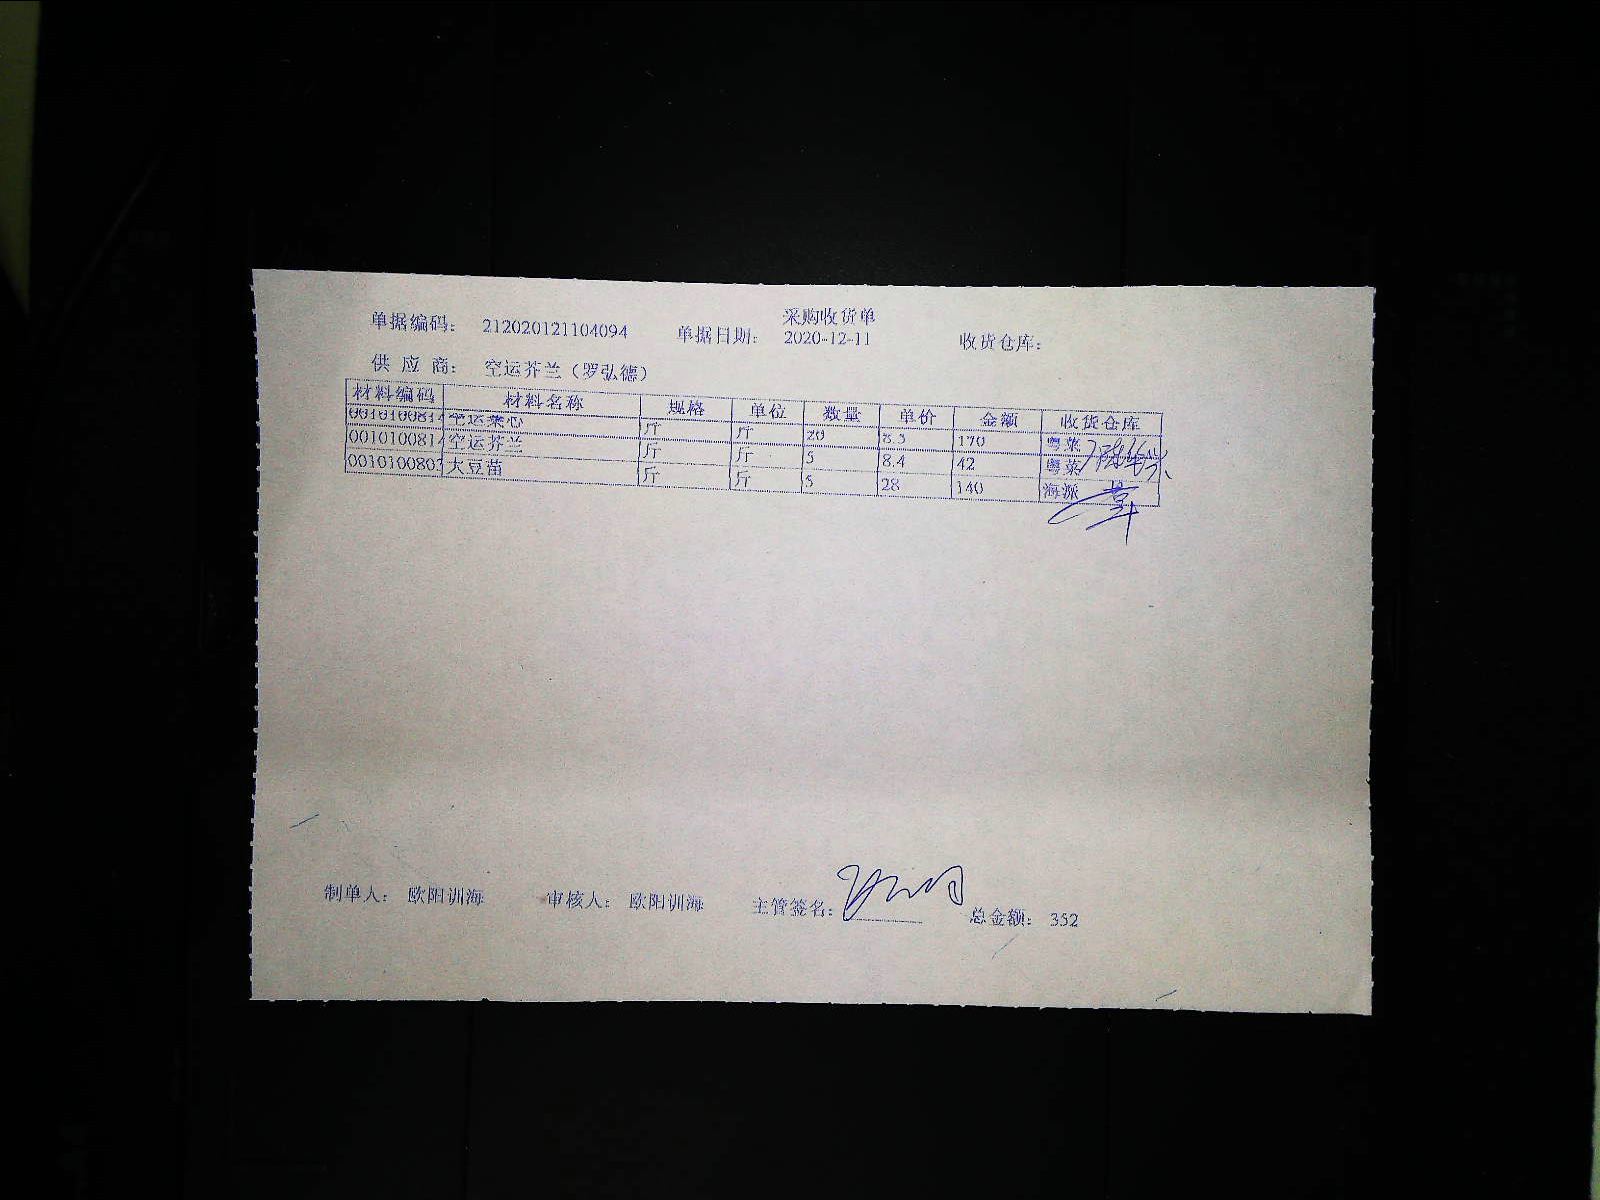 采购收货单
单据编码: 212020121104094 单据日期: 2020-12-11 收货仓库:
供 应 商: 空运芥兰(罗弘德)
材料编码 材料名称 规格 单位 数量 单价 金额 收货仓库
0010100814 空运菜心 斤 斤 20 8.5 170 粤菜
0010100814 空运芥兰 斤 斤 5 8.4 42 粤菜
0010100803 大豆苗 斤 斤 5 28 140 海派
制单人: 欧阳训海 审核人: 欧阳训海 主管签名: 总金额: 352